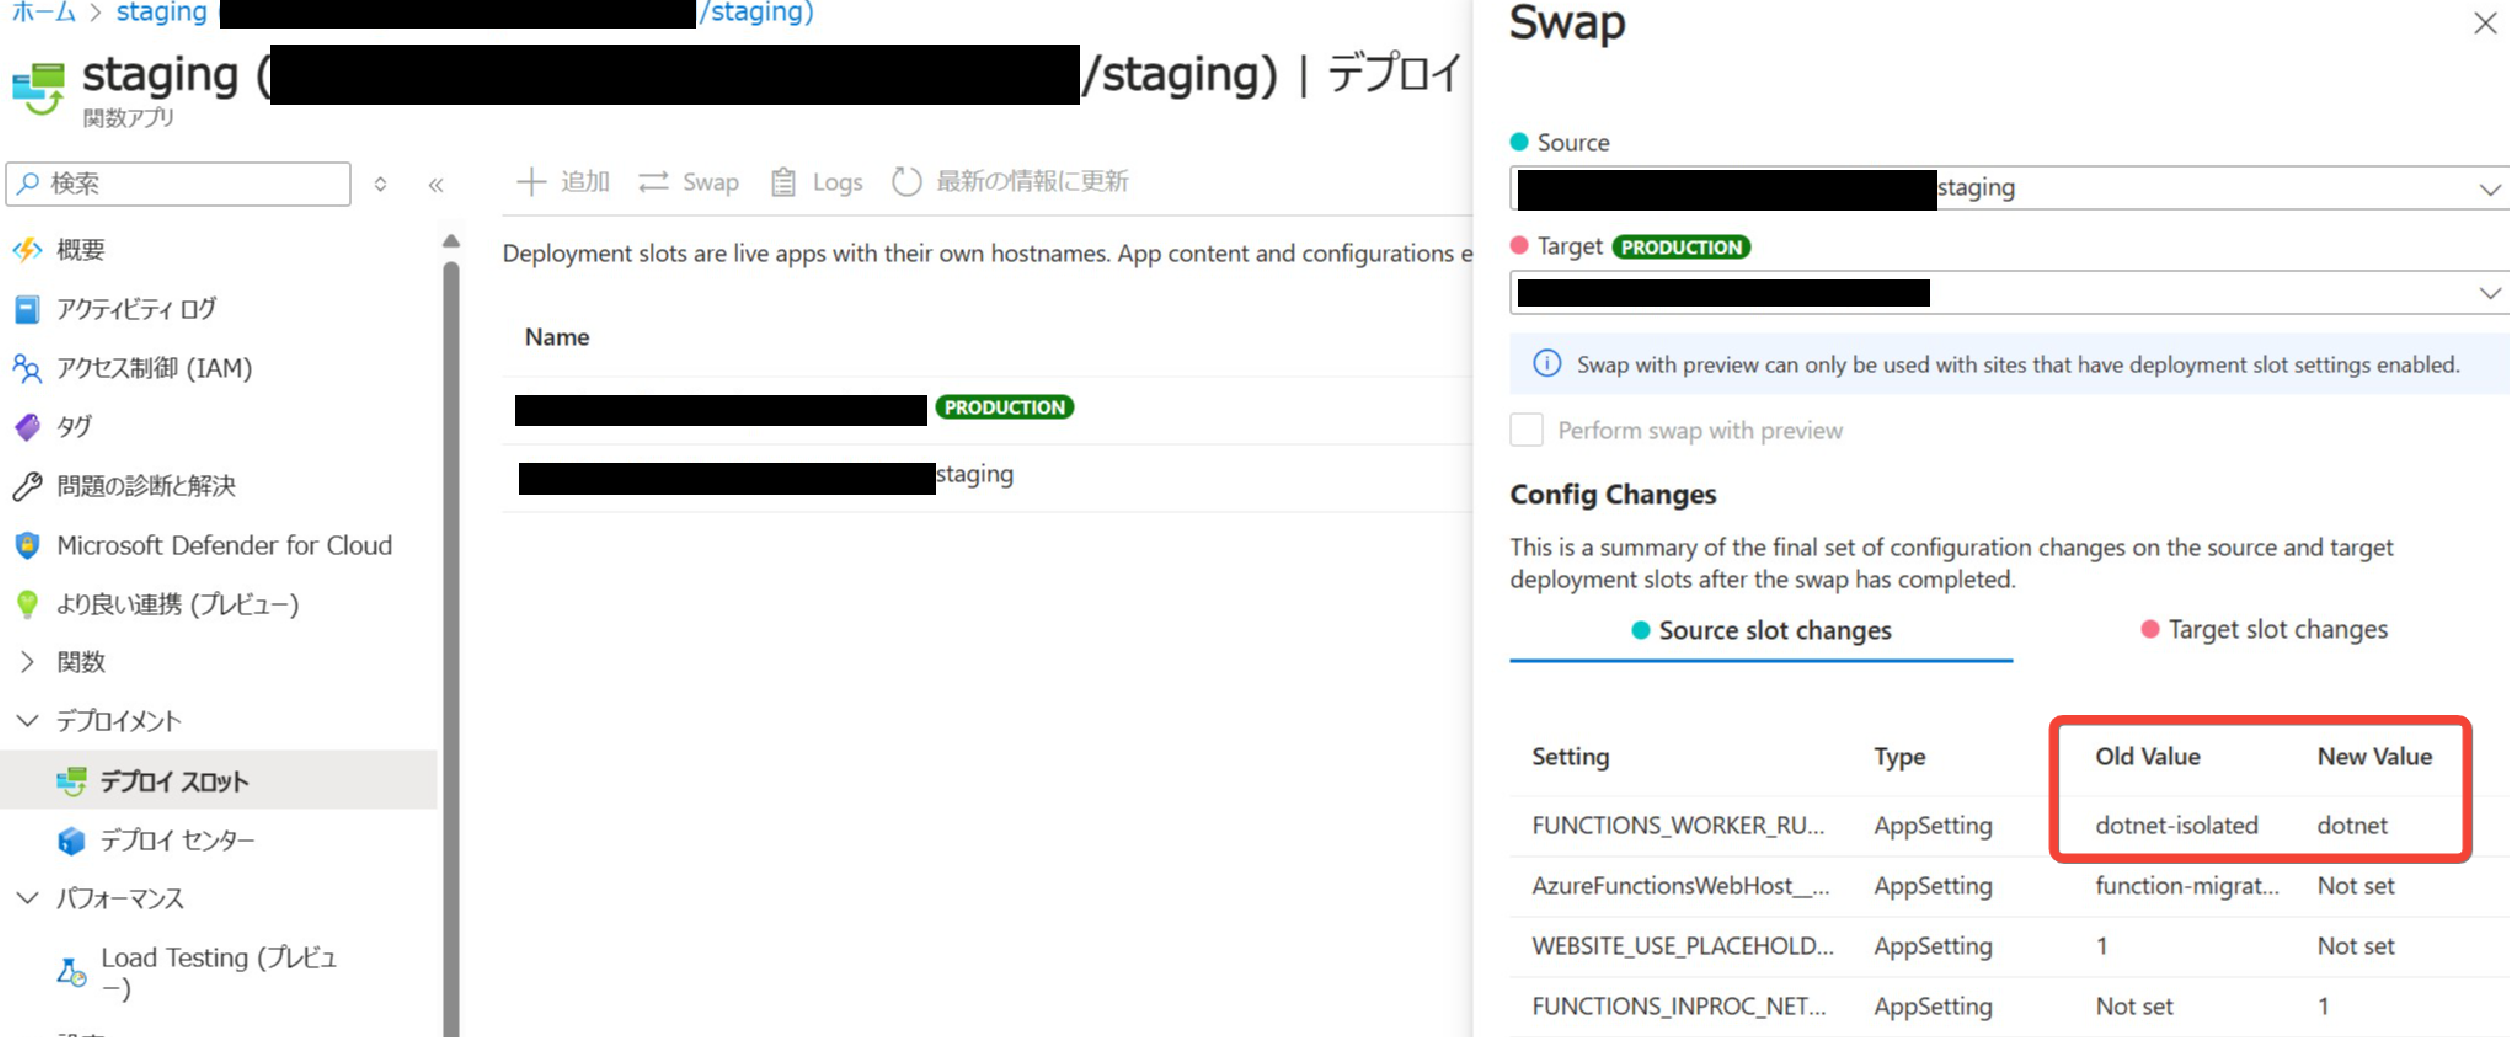 ホーム > staging (/staging)
staging (/staging) | デプロイ
関数アプリ
検索
概要
アクティビティ ログ
アクセス制御 (IAM)
タグ
問題の診断と解決
Microsoft Defender for Cloud
より良い連携 (プレビュー)
関数
デプロイメント
デプロイ スロット
デプロイ センター
パフォーマンス
Load Testing (プレビュ
ー)
追加 Swap Logs 最新の情報に更新
Deployment slots are live apps with their own hostnames. App content and configurations e
Name
PRODUCTION
staging
Swap
Source
staging
Target PRODUCTION
Swap with preview can only be used with sites that have deployment slot settings enabled.
Perform swap with preview
Config Changes
This is a summary of the final set of configuration changes on the source and target
deployment slots after the swap has completed.
Source slot changes Target slot changes
Setting Type Old Value New Value
FUNCTIONS_WORKER_RU... AppSetting dotnet-isolated dotnet
AzureFunctionsWebHost__... AppSetting function-migrat... Not set
WEBSITE_USE_PLACEHOLD... AppSetting 1 Not set
FUNCTIONS_INPROC_NET... AppSetting Not set 1